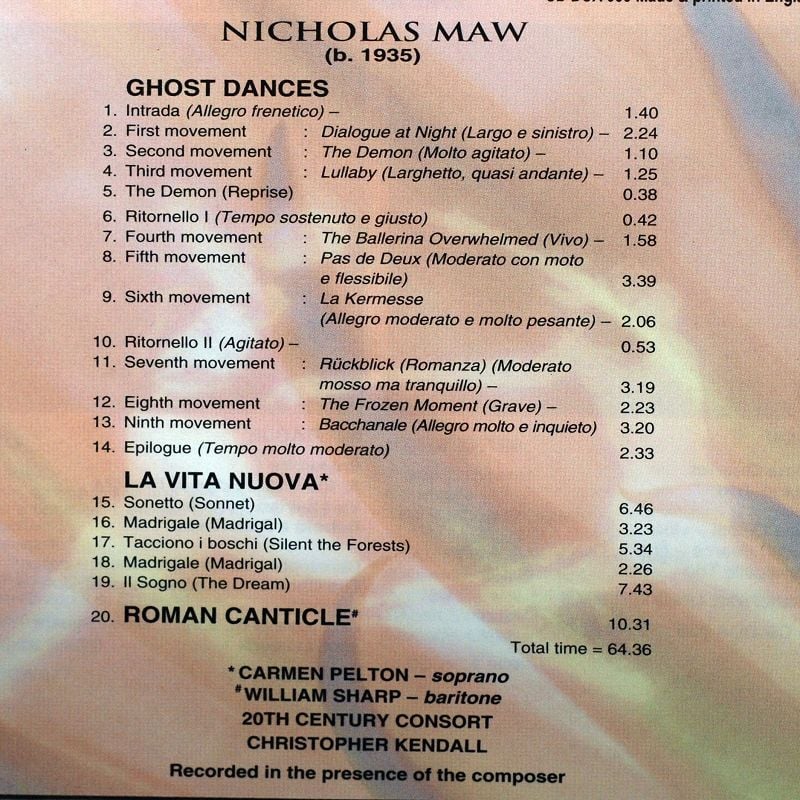 NICHOLAS MAW
(b. 1935)
GHOST DANCES
1. Intrada (Allegro frenetico) – 1.40
2. First movement : Dialogue at Night (Largo e sinistro) – 2.24
3. Second movement : The Demon (Molto agitato) – 1.10
4. Third movement : Lullaby (Larghetto, quasi andante) – 1.25
5. The Demon (Reprise) 0.38
6. Ritornello I (Tempo sostenuto e giusto) 0.42
7. Fourth movement : The Ballerina Overwhelmed (Vivo) – 1.58
8. Fifth movement : Pas de Deux (Moderato con moto
e flessibile) 3.39
9. Sixth movement : La Kermesse
(Allegro moderato e molto pesante) – 2.06
10. Ritornello II (Agitato) – 0.53
11. Seventh movement : Rückblick (Romanza) (Moderato
mosso ma tranquillo) – 3.19
12. Eighth movement : The Frozen Moment (Grave) – 2.23
13. Ninth movement : Bacchanale (Allegro molto e inquieto) 3.20
14. Epilogue (Tempo molto moderato) 2.33
LA VITA NUOVA*
15. Sonetto (Sonnet) 6.46
16. Madrigale (Madrigal) 3.23
17. Tacciono i boschi (Silent the Forests) 5.34
18. Madrigale (Madrigal) 2.26
19. Il Sogno (The Dream) 7.43
20. ROMAN CANTICLE# 10.31
Total time = 64.36
*CARMEN PELTON – soprano
#WILLIAM SHARP – baritone
20TH CENTURY CONSORT
CHRISTOPHER KENDALL
Recorded in the presence of the composer